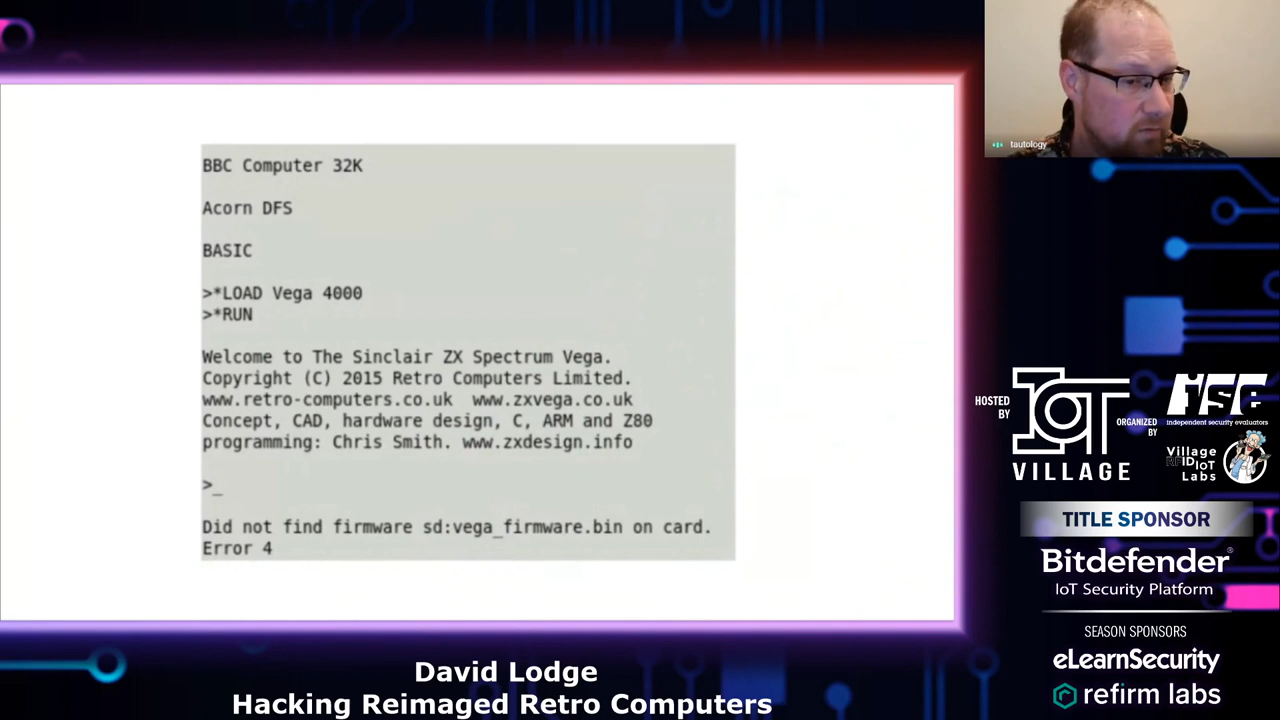 BBC Computer 32K
Acorn DFS
BASIC
>*LOAD Vega 4000
>*RUN
Welcome to The Sinclair ZX Spectrum Vega.
Copyright (C) 2015 Retro Computers Limited.
www.retro-computers.co.uk  www.zxvega.co.uk
Concept, CAD, hardware design, C, ARM and Z80
programming: Chris Smith. www.zxdesign.info
>_
Did not find firmware sd:vega_firmware.bin on card.
Error 4
tautology
HOSTED
BY
IOT
VILLAGE
ORGANIZED
BY
ISE
independent security evaluators
Village
RFID IoT
Labs
TITLE SPONSOR
Bitdefender®
IoT Security Platform
SEASON SPONSORS
eLearnSecurity
refirm labs
David Lodge
Hacking Reimaged Retro Computers